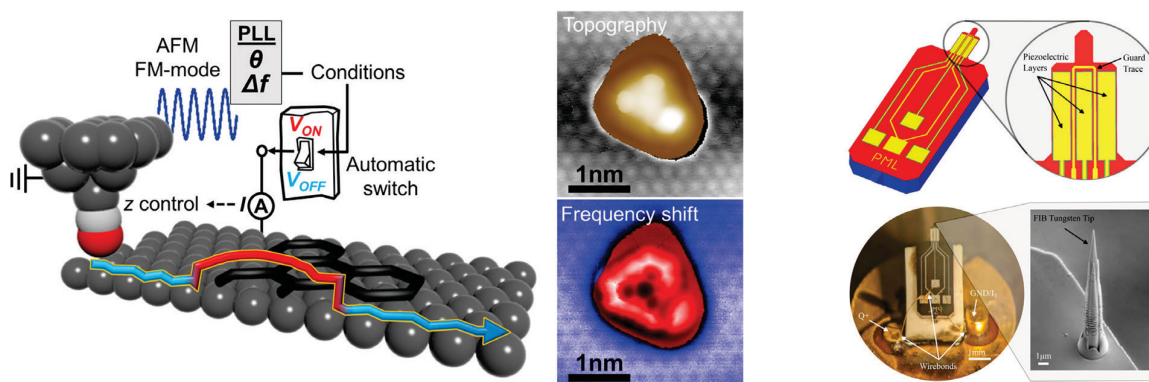 AFM
FM-mode
PLL
θ
Δf
Conditions
V_ON
V_OFF
Automatic
switch
z control
I
A
Topography
1nm
Frequency shift
1nm
Piezoelectric
Layers
Guard
Trace
PML
Q+
GND/I
Wirebonds
1mm
FIB Tungsten Tip
1μm